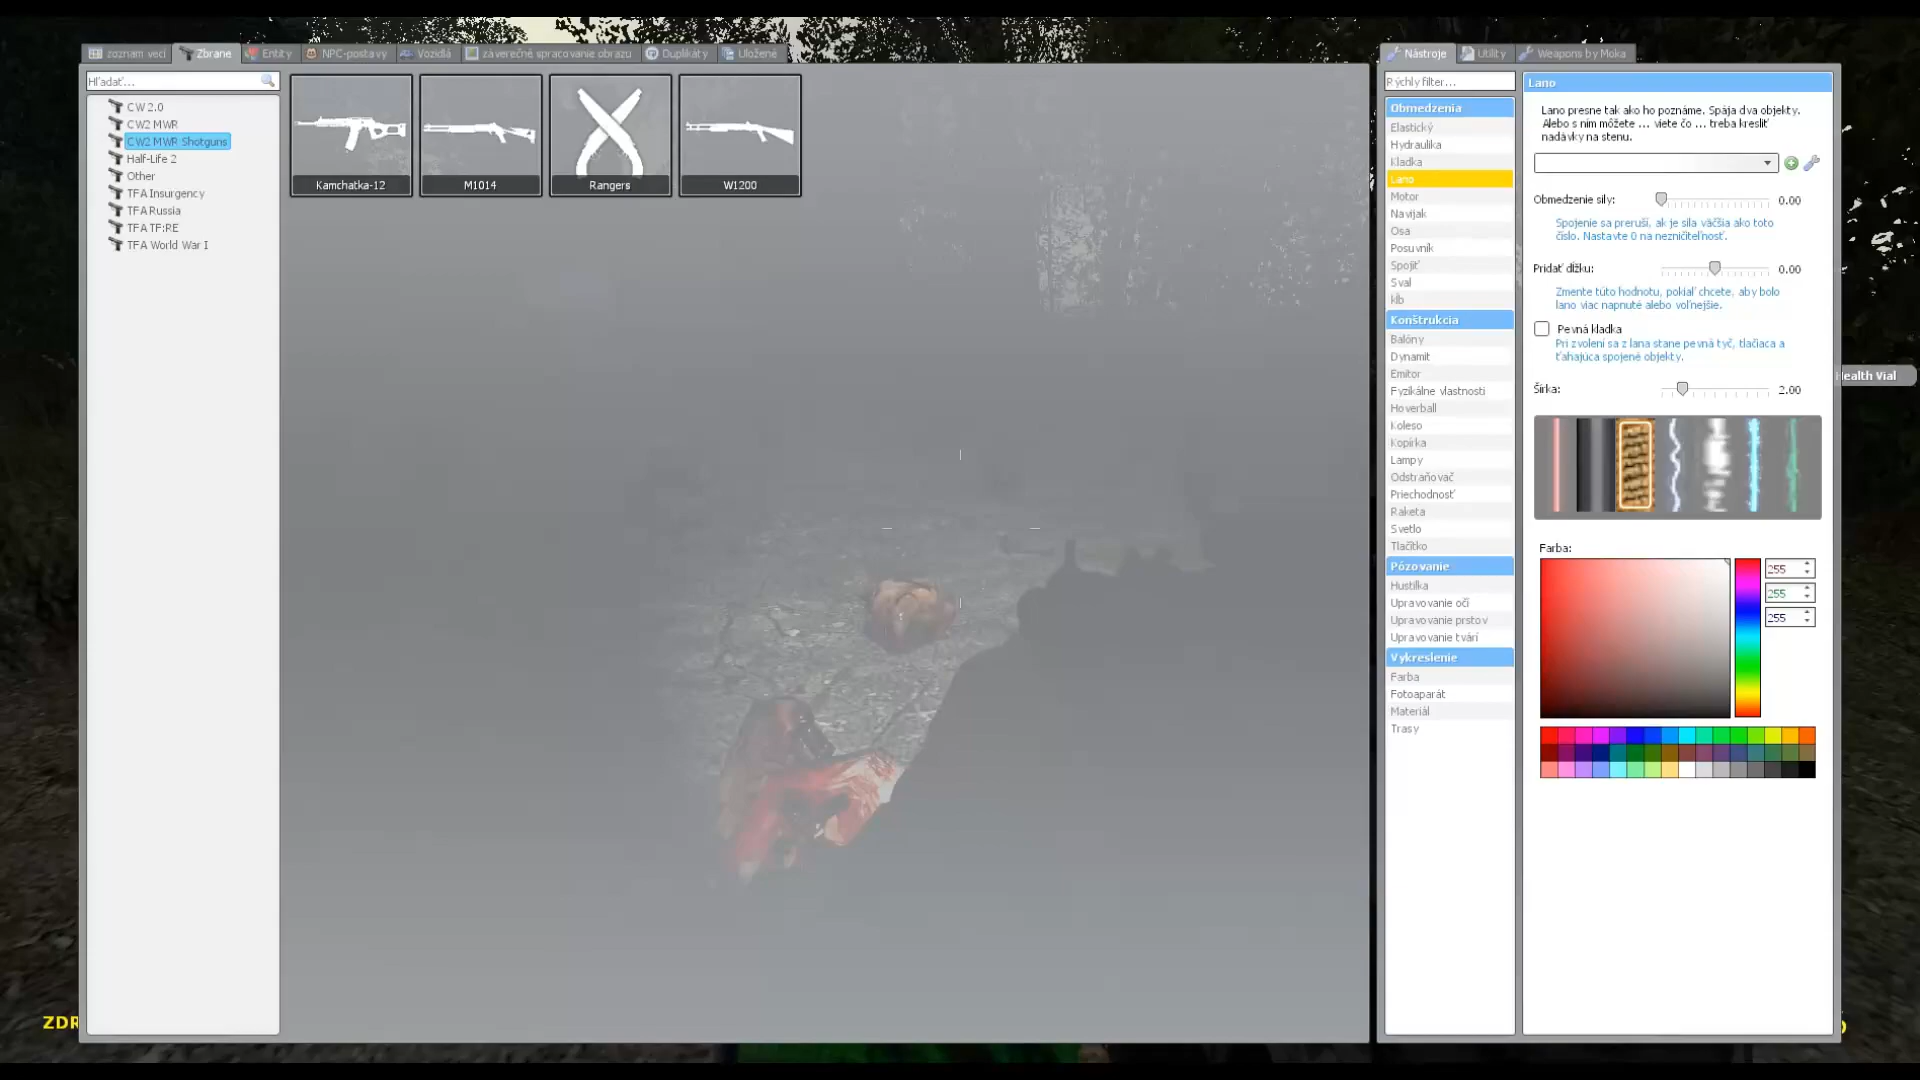 zoznam vecí
Zbrane
Entity
NPC-postavy
Vozidlá
záverečné spracovanie obrazu
Duplikáty
Uložené
Hľadať...
CW 2.0
CW2 MWR
CW2 MWR Shotguns
Half-Life 2
Other
TFA Insurgency
TFA Russia
TFA TF:RE
TFA World War I
Kamchatka-12
M1014
Rangers
W1200
Nástroje
Utility
Weapons by Moka
Rýchly filter...
Obmedzenia
Elastický
Hydraulika
Kladka
Lano
Motor
Navijak
Osa
Posuvník
Spojiť
Sval
kĺb
Konštrukcia
Balóny
Dynamit
Emitor
Fyzikálne vlastnosti
Hoverball
Koleso
Kopírka
Lampy
Odstraňovač
Priechodnosť
Raketa
Svetlo
Tlačítko
Pózovanie
Hustilka
Upravovanie očí
Upravovanie prstov
Upravovanie tvárí
Vykreslenie
Farba
Fotoaparát
Materiál
Trasy
Lano
Lano presne tak ako ho poznáme. Spája dva objekty.
Alebo s ním môžete ... viete čo ... treba kresliť
nadávky na stenu.
Obmedzenie sily:
0.00
Spojenie sa preruší, ak je sila väčšia ako toto
číslo. Nastavte 0 na nezničiteľnosť.
Pridať dĺžku:
0.00
Zmente túto hodnotu, pokiaľ chcete, aby bolo
lano viac napnuté alebo voľnejšie.
Pevná kladka
Pri zvolení sa z lana stane pevná tyč, tlačiaca a
ťahajúca spojené objekty.
Šírka:
2.00
Farba:
255
255
255
Health Vial
ZDR